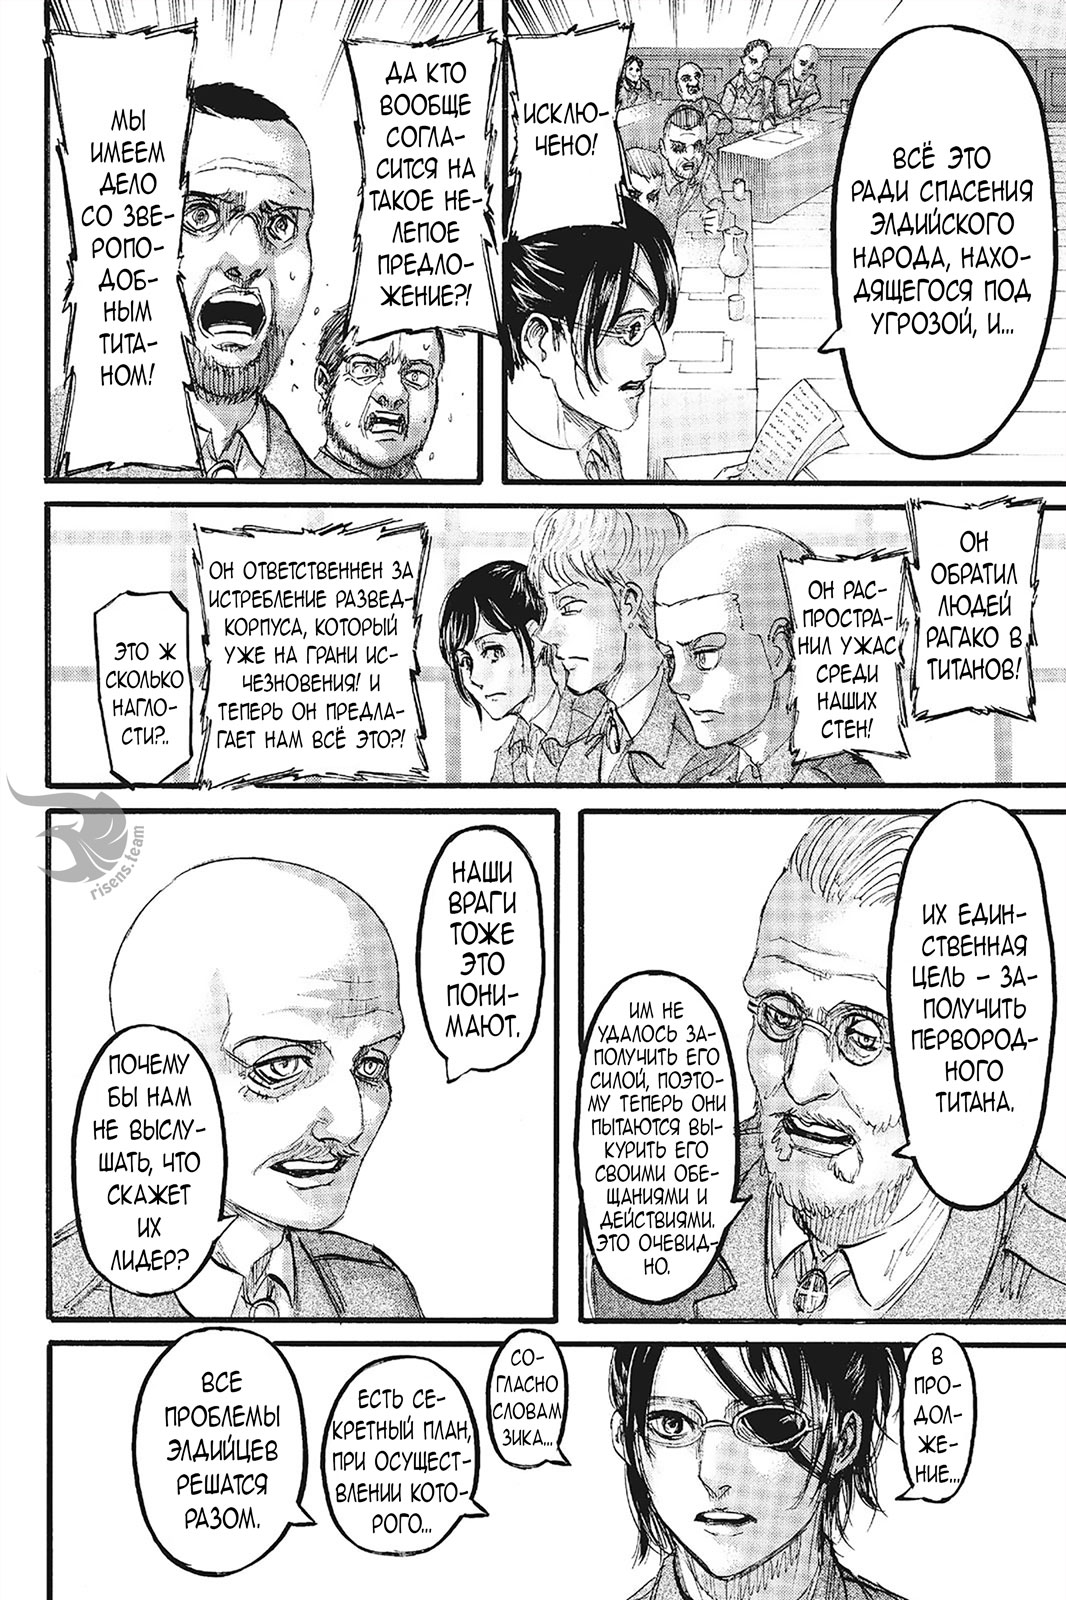 ВСЁ ЭТО
РАДИ СПАСЕНИЯ
ЭЛДИЙСКОГО
НАРОДА, НАХО-
ДЯЩЕГОСЯ ПОД
УГРОЗОЙ, И...
ИСКЛЮ-
ЧЕНО!
ДА КТО
ВООБЩЕ
СОГЛА-
СИТСЯ НА
ТАКОЕ НЕ-
ЛЕПОЕ
ПРЕДЛО-
ЖЕНИЕ?!
МЫ
ИМЕЕМ
ДЕЛО
СО ЗВЕ-
РОПО-
ДОБ-
НЫМ
ТИТА-
НОМ!
ОН
ОБРАТИЛ
ЛЮДЕЙ
РАГАКО В
ТИТАНОВ!
ОН РАС-
ПРОСТРА-
НИЛ УЖАС
СРЕДИ
НАШИХ
СТЕН!
ОН ОТВЕТСТВЕННЕН ЗА
ИСТРЕБЛЕНИЕ РАЗВЕД-
КОРПУСА, КОТОРЫЙ
УЖЕ НА ГРАНИ ИС-
ЧЕЗНОВЕНИЯ! И
ТЕПЕРЬ ОН ПРЕДЛА-
ГАЕТ НАМ ВСЁ ЭТО?!
ЭТО Ж
СКОЛЬКО
НАГЛО-
СТИ?..
ИХ ЕДИН-
СТВЕННАЯ
ЦЕЛЬ – ЗА-
ПОЛУЧИТЬ
ПЕРВОРОД-
НОГО
ТИТАНА.
ИМ НЕ
УДАЛОСЬ ЗА-
ПОЛУЧИТЬ ЕГО
СИЛОЙ, ПОЭТО-
МУ ТЕПЕРЬ ОНИ
ПЫТАЮТСЯ ВЫ-
КУРИТЬ ЕГО
СВОИМИ ОБЕ-
ЩАНИЯМИ И
ДЕЙСТВИЯМИ.
ЭТО ОЧЕВИД-
НО.
НАШИ
ВРАГИ
ТОЖЕ
ЭТО
ПОНИ-
МАЮТ.
ПОЧЕМУ
БЫ НАМ
НЕ ВЫСЛУ-
ШАТЬ, ЧТО
СКАЖЕТ
ИХ
ЛИДЕР?
risens.team
В
ПРО-
ДОЛ-
ЖЕ-
НИЕ...
СО-
ГЛАСНО
СЛОВАМ
ЗИКА...
ЕСТЬ СЕ-
КРЕТНЫЙ ПЛАН,
ПРИ ОСУЩЕСТ-
ВЛЕНИИ КОТО-
РОГО...
ВСЕ
ПРОБЛЕМЫ
ЭЛДИЙЦЕВ
РЕШАТСЯ
РАЗОМ.